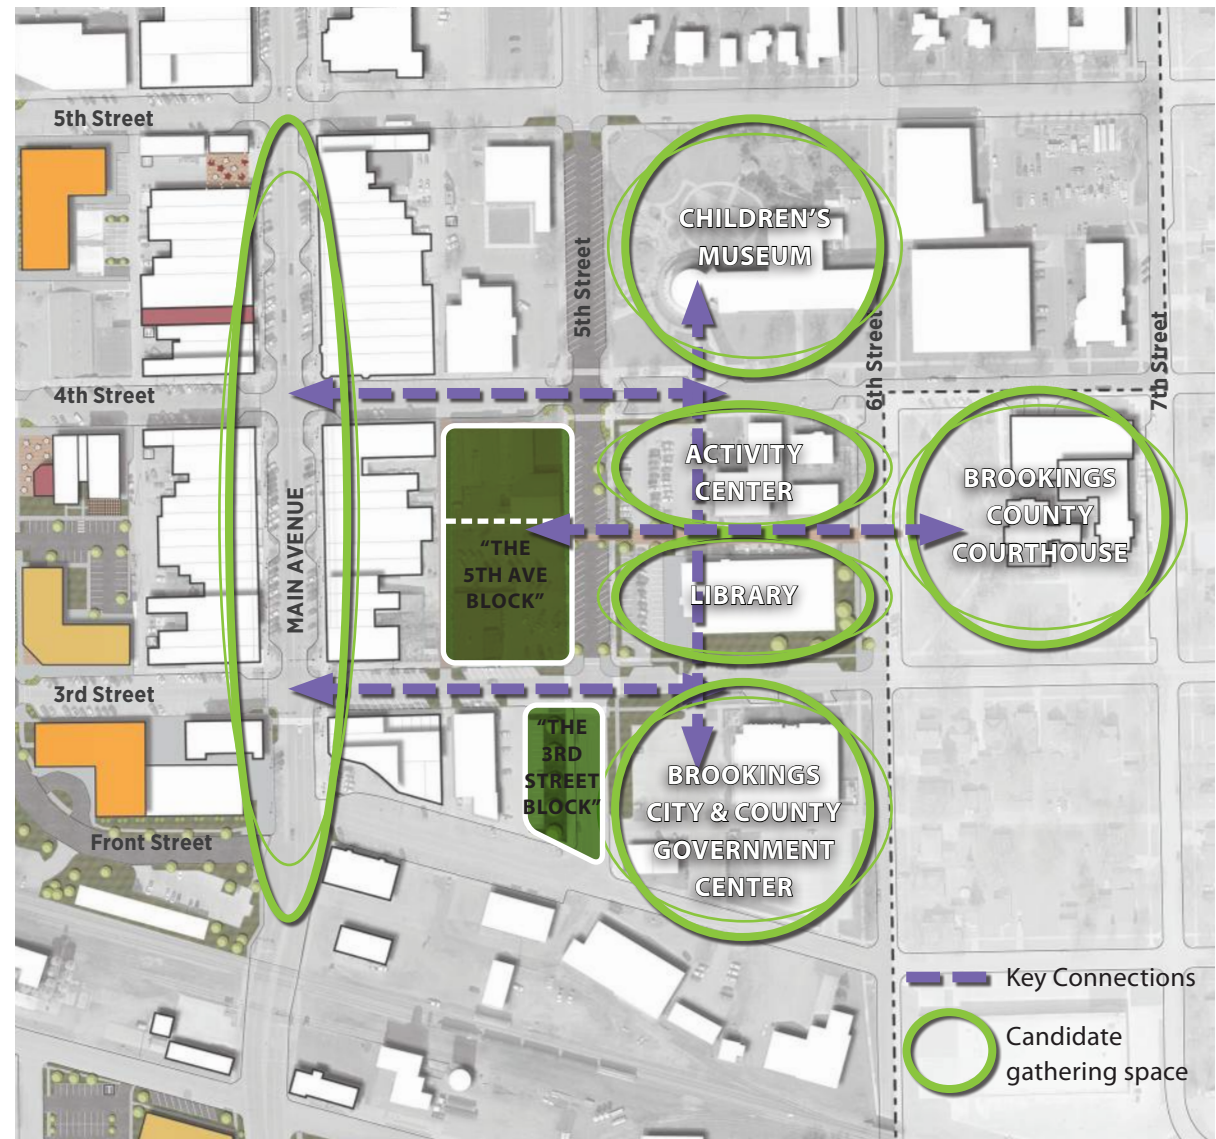 5th Street
CHILDREN'S
MUSEUM
5th Street
6th Street
7th Street
4th Street
ACTIVITY
CENTER
BROOKINGS
COUNTY
COURTHOUSE
MAIN AVENUE
“THE
5TH AVE
BLOCK”
LIBRARY
3rd Street
“THE
3RD
STREET
BLOCK”
BROOKINGS
CITY & COUNTY
GOVERNMENT
CENTER
Front Street
Key Connections
Candidate
gathering space